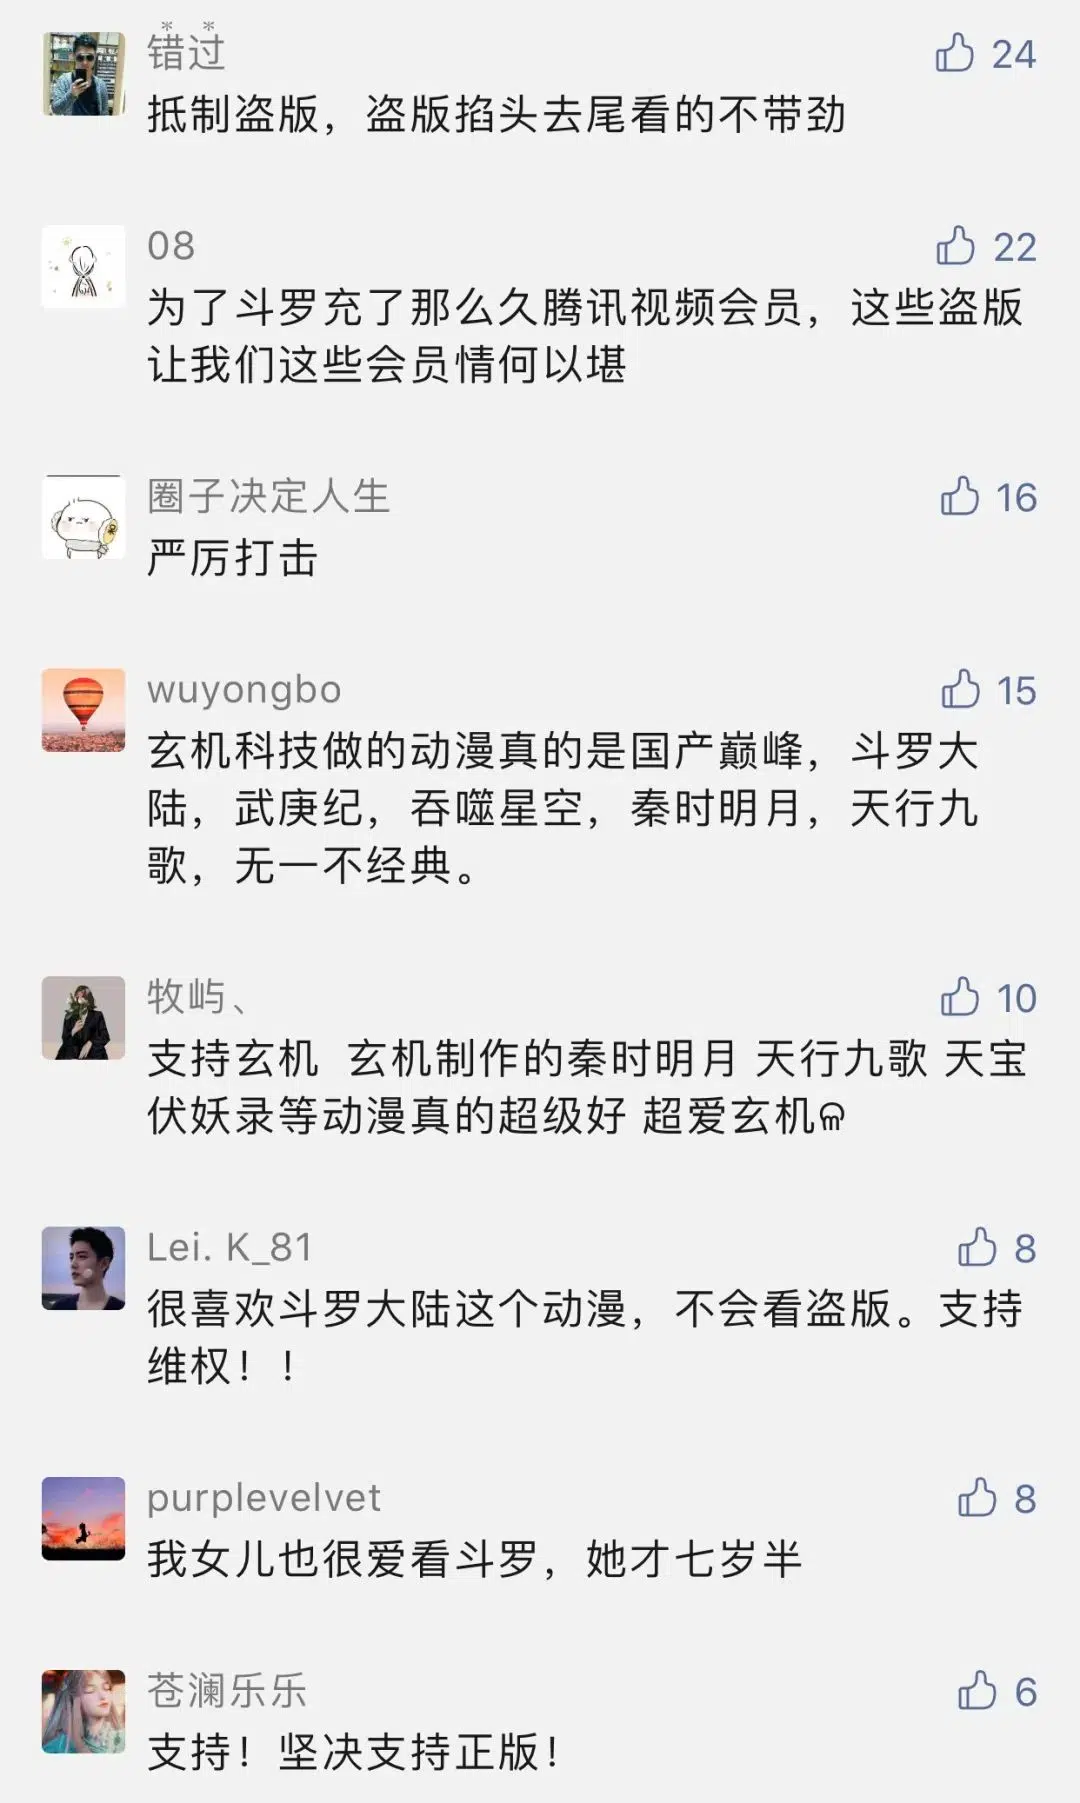 错过
24
抵制盗版，盗版掐头去尾看的不带劲
08
22
为了斗罗充了那么久腾讯视频会员，这些盗版
让我们这些会员情何以堪
圈子决定人生
16
严厉打击
wuyongbo
15
玄机科技做的动漫真的是国产巅峰，斗罗大
陆，武庚纪，吞噬星空，秦时明月，天行九
歌，无一不经典。
牧屿、
10
支持玄机 玄机制作的秦时明月 天行九歌 天宝
伏妖录等动漫真的超级好 超爱玄机
Lei. K_81
8
很喜欢斗罗大陆这个动漫，不会看盗版。支持
维权！！
purplevelvet
8
我女儿也很爱看斗罗，她才七岁半
苍澜乐乐
6
支持！坚决支持正版！